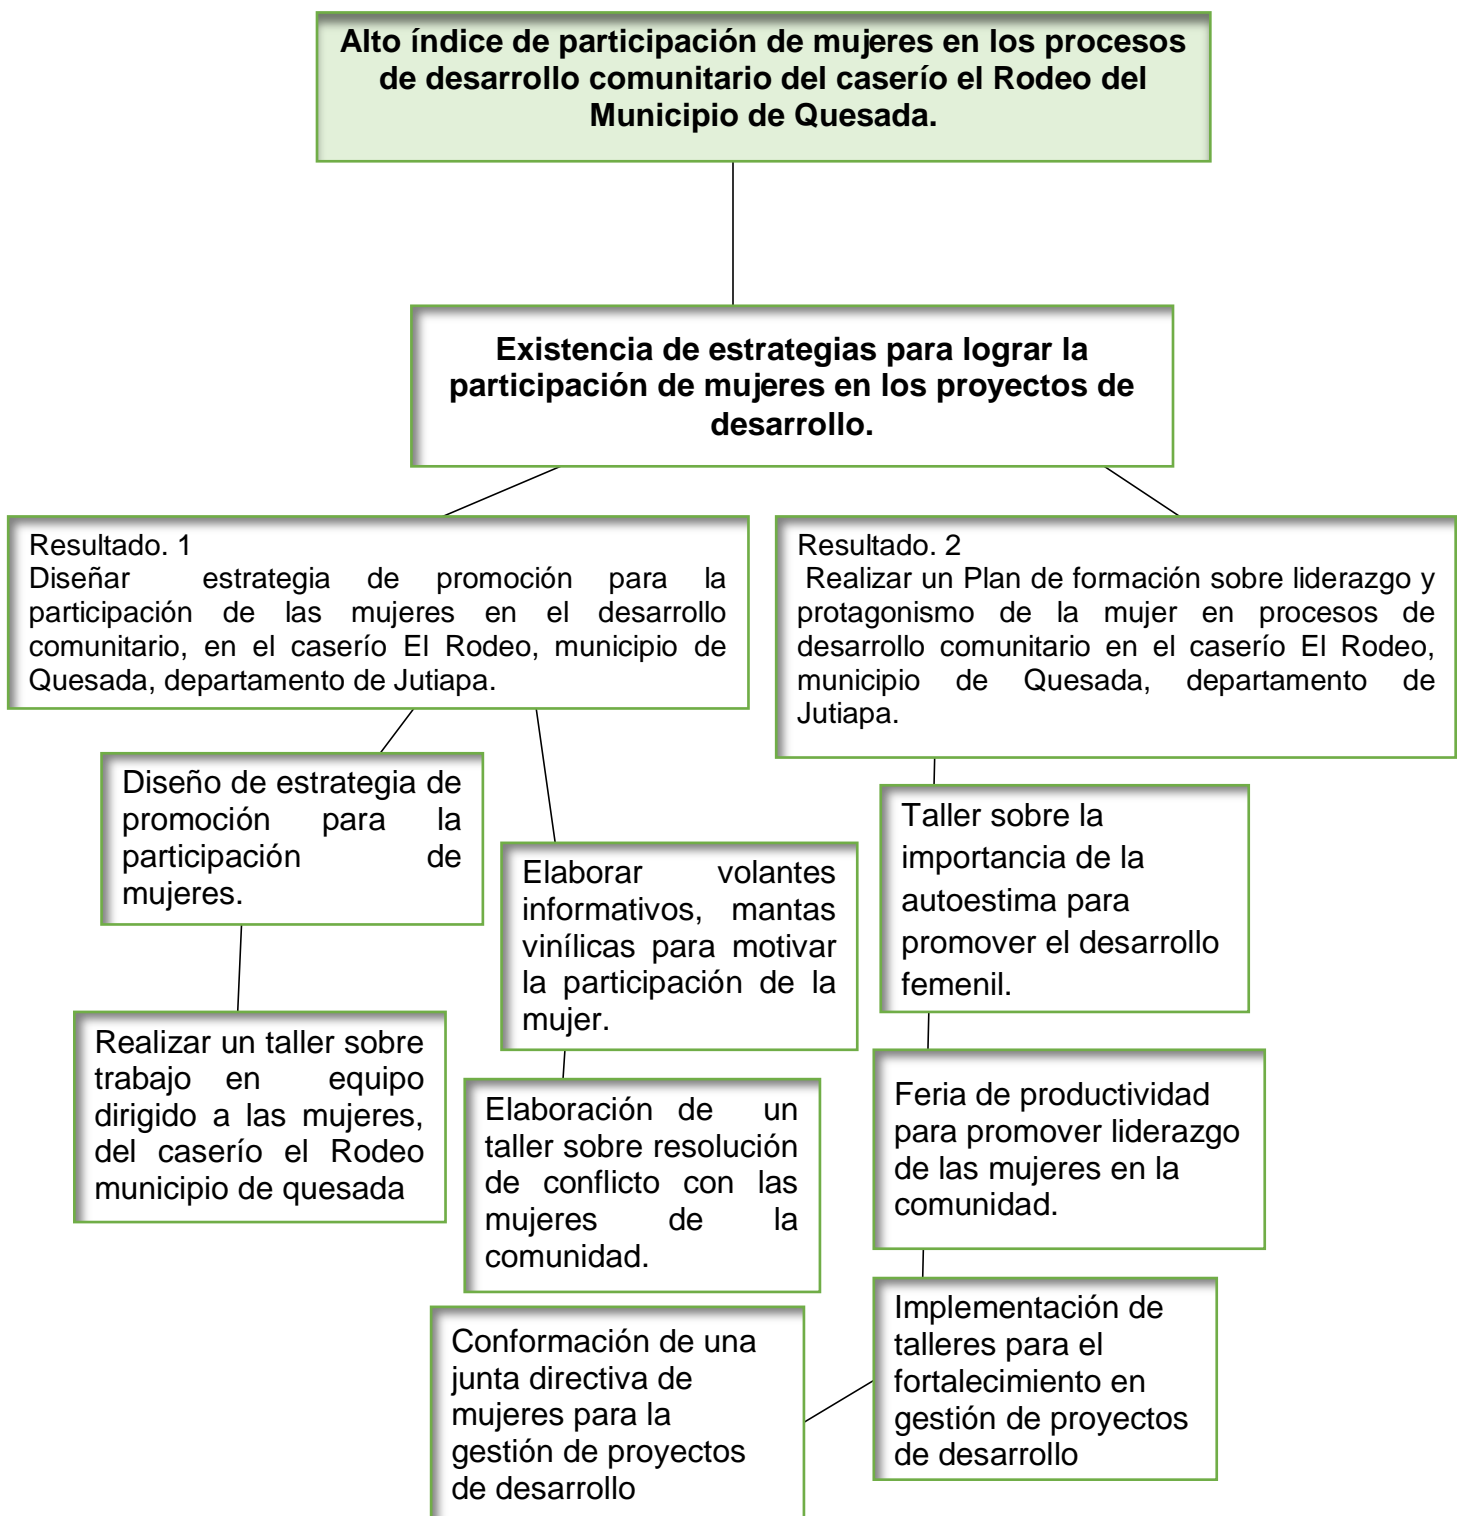 Alto índice de participación de mujeres en los procesos
de desarrollo comunitario del caserío el Rodeo del
Municipio de Quesada.
Existencia de estrategias para lograr la
participación de mujeres en los proyectos de
desarrollo.
Resultado. 1
Diseñar estrategia de promoción para la
participación de las mujeres en el desarrollo
comunitario, en el caserío El Rodeo, municipio de
Quesada, departamento de Jutiapa.
Resultado. 2
Realizar un Plan de formación sobre liderazgo y
protagonismo de la mujer en procesos de
desarrollo comunitario en el caserío El Rodeo,
municipio de Quesada, departamento de
Jutiapa.
Diseño de estrategia de
promoción para la
participación de
mujeres.
Elaborar volantes
informativos, mantas
vinílicas para motivar
la participación de la
mujer.
Taller sobre la
importancia de la
autoestima para
promover el desarrollo
femenil.
Realizar un taller sobre
trabajo en equipo
dirigido a las mujeres,
del caserío el Rodeo
municipio de quesada
Elaboración de un
taller sobre resolución
de conflicto con las
mujeres de la
comunidad.
Feria de productividad
para promover liderazgo
de las mujeres en la
comunidad.
Implementación de
talleres para el
fortalecimiento en
gestión de proyectos
de desarrollo
Conformación de una
junta directiva de
mujeres para la
gestión de proyectos
de desarrollo